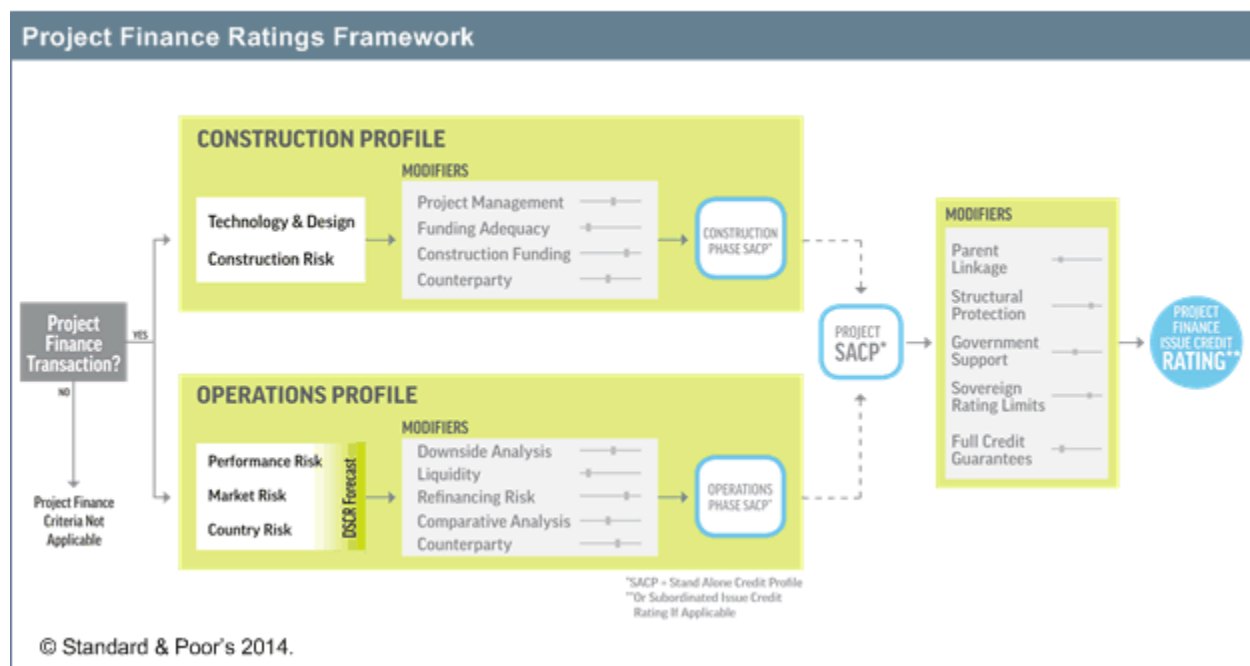 Project Finance Ratings Framework
CONSTRUCTION PROFILE
MODIFIERS
Technology & Design
Construction Risk
Project Management
Funding Adequacy
Construction Funding
Counterparty
CONSTRUCTION
PHASE SACP*
Project
Finance
Transaction?
YES
NO
Project Finance
Criteria Not
Applicable
OPERATIONS PROFILE
MODIFIERS
Performance Risk
Market Risk
Country Risk
DSCR Forecast
Downside Analysis
Liquidity
Refinancing Risk
Comparative Analysis
Counterparty
OPERATIONS
PHASE SACP*
PROJECT
SACP*
MODIFIERS
Parent
Linkage
Structural
Protection
Government
Support
Sovereign
Rating Limits
Full Credit
Guarantees
PROJECT
FINANCE
ISSUE CREDIT
RATING**
*SACP = Stand Alone Credit Profile
**Or Subordinated Issue Credit
Rating If Applicable
© Standard & Poor's 2014.